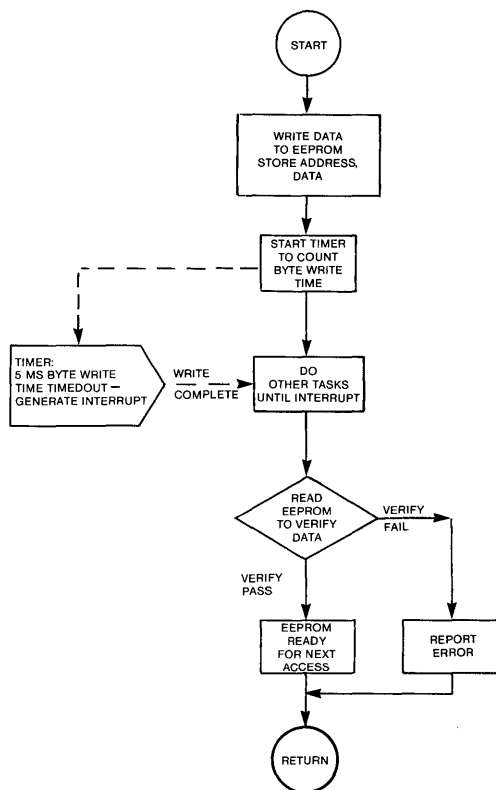 START
WRITE DATA
TO EEPROM
STORE ADDRESS,
DATA
START TIMER
TO COUNT
BYTE WRITE
TIME
TIMER:
5 MS BYTE WRITE
TIME TIMEDOUT —
GENERATE INTERRUPT
WRITE
COMPLETE
DO
OTHER TASKS
UNTIL INTERRUPT
READ
EEPROM
TO VERIFY
DATA
VERIFY
FAIL
VERIFY
PASS
EEPROM
READY
FOR NEXT
ACCESS
REPORT
ERROR
RETURN